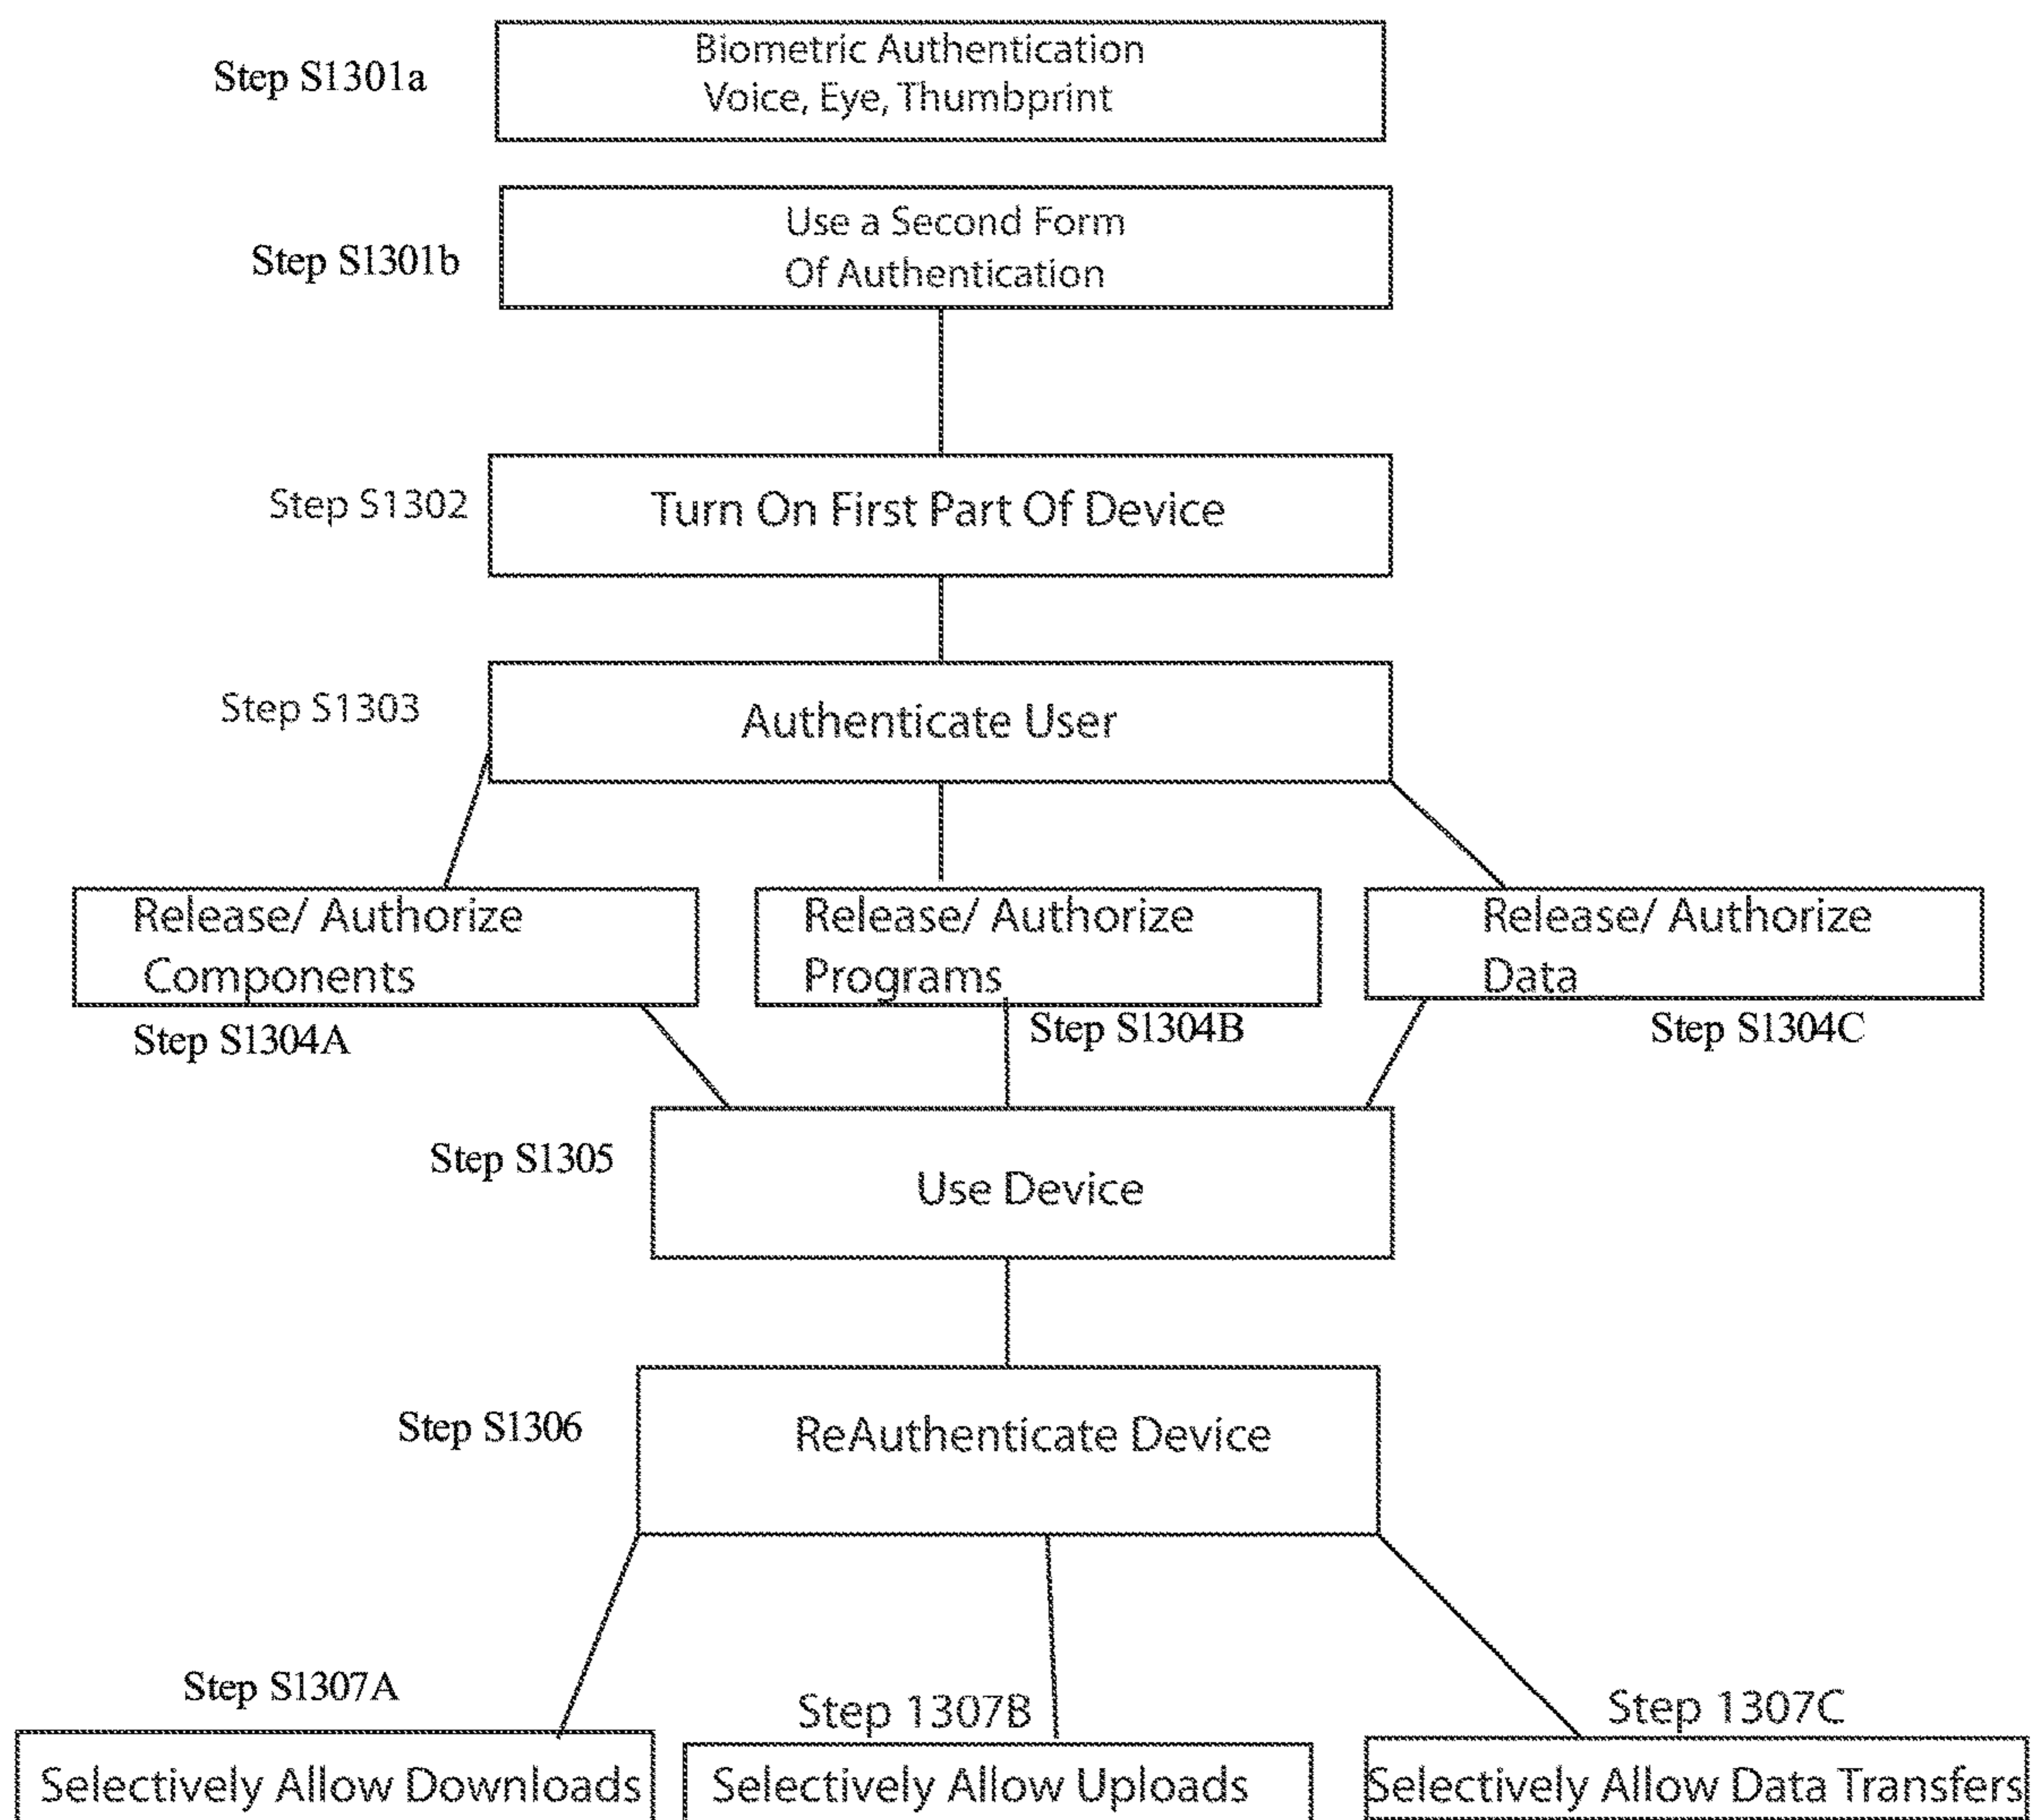 Step S1301a
Biometric Authentication
Voice, Eye, Thumbprint
Step S1301b
Use a Second Form
Of Authentication
Step S1302
Turn On First Part Of Device
Step S1303
Authenticate User
Release/ Authorize
Components
Step S1304A
Release/ Authorize
Programs
Step S1304B
Release/ Authorize
Data
Step S1304C
Step S1305
Use Device
Step S1306
ReAuthenticate Device
Step S1307A
Selectively Allow Downloads
Step 1307B
Selectively Allow Uploads
Step 1307C
Selectively Allow Data Transfers